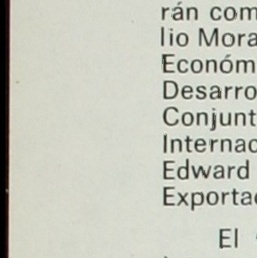 rán com
lio Mora
Económ
Desarro
Conjunt
Internac
Edward
Exportac
El